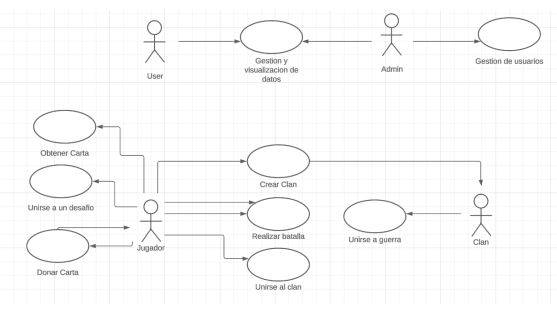 User
Gestion y
visualizacion de
datos
Admin
Gestion de usuarios
Obtener Carta
Crear Clan
Unirse a un desafio
Jugador
Realizar batalla
Unirse a guerra
Clan
Donar Carta
Unirse al clan